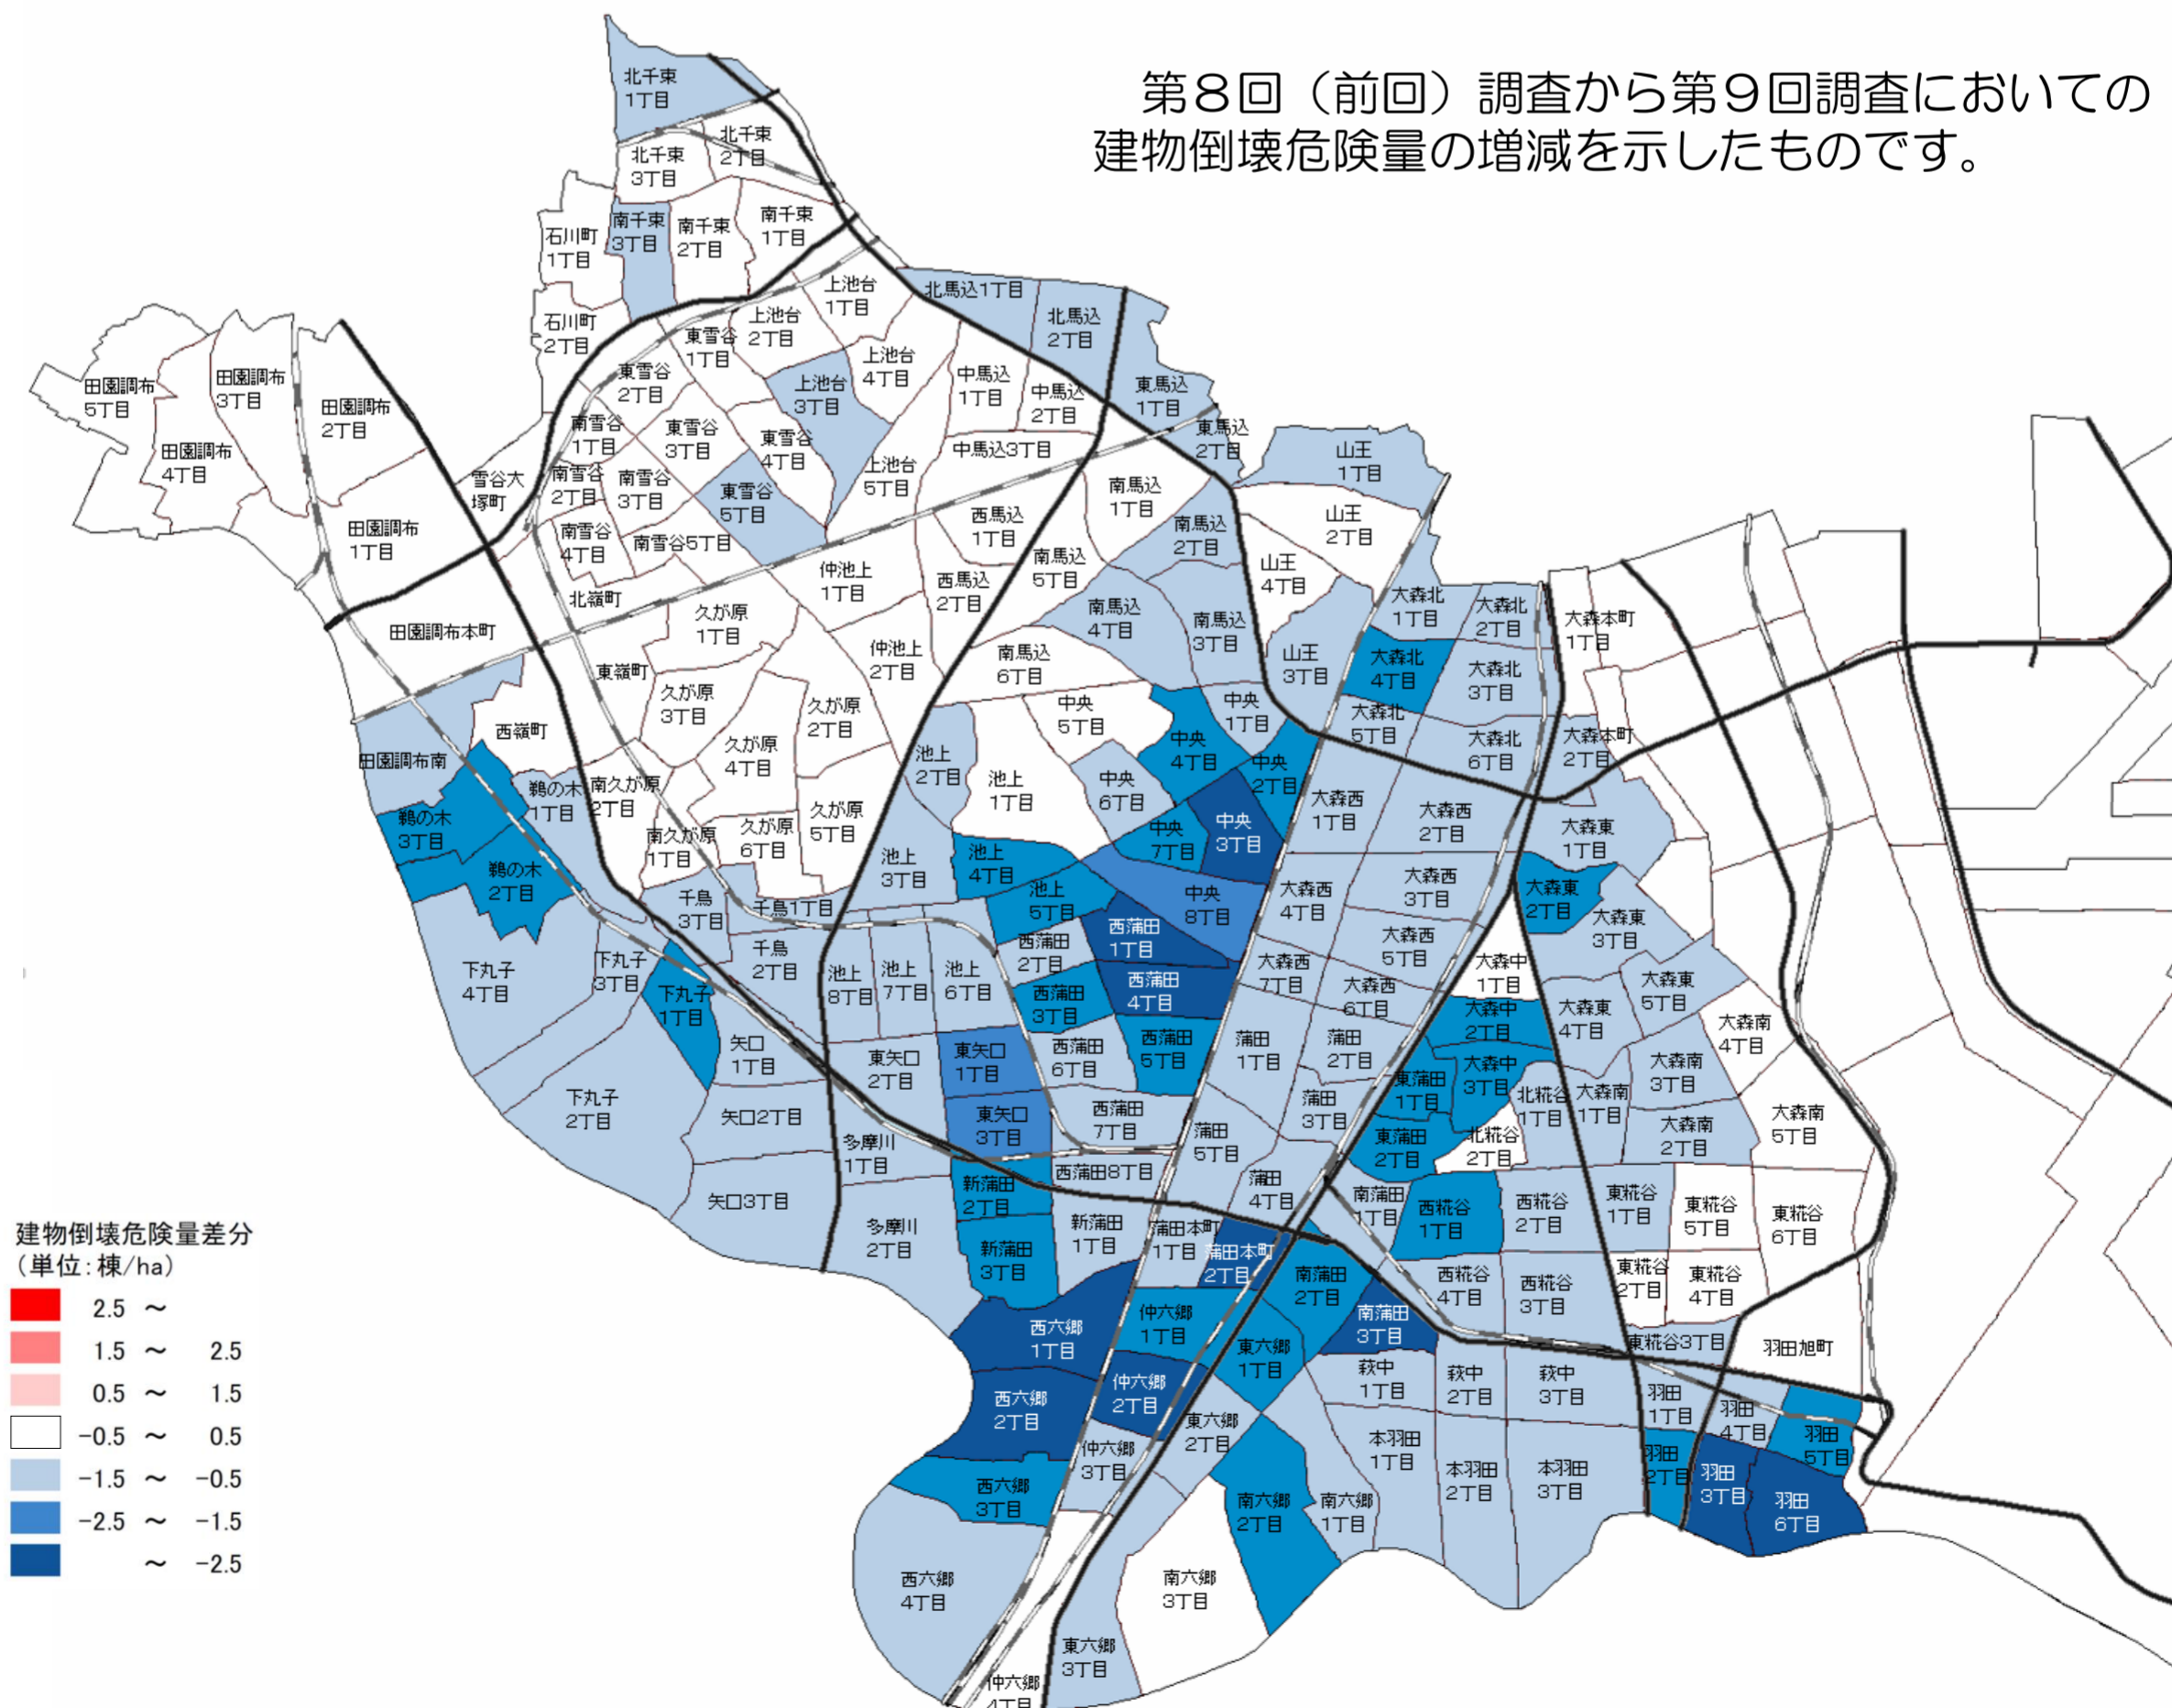 第８回（前回）調査から第９回調査においての
建物倒壊危険量の増減を示したものです。
北千束
1丁目
北千束
2丁目
北千束
3丁目
南千束
3丁目
南千束
2丁目
南千束
1丁目
石川町
1丁目
石川町
2丁目
上池台
1丁目
上池台
2丁目
上池台
3丁目
上池台
4丁目
上池台
5丁目
北馬込1丁目
北馬込
2丁目
東馬込
1丁目
東馬込
2丁目
中馬込
1丁目
中馬込
2丁目
中馬込3丁目
東雪谷
1丁目
東雪谷
2丁目
東雪谷
3丁目
東雪谷
4丁目
東雪谷
5丁目
南雪谷
1丁目
南雪谷
2丁目
南雪谷
3丁目
南雪谷
4丁目
南雪谷5丁目
田園調布
5丁目
田園調布
3丁目
田園調布
2丁目
田園調布
4丁目
田園調布
1丁目
雪谷大
塚町
田園調布本町
田園調布南
北嶺町
東嶺町
西嶺町
山王
1丁目
山王
2丁目
山王
4丁目
山王
3丁目
南馬込
1丁目
南馬込
2丁目
南馬込
3丁目
南馬込
4丁目
南馬込
5丁目
南馬込
6丁目
西馬込
1丁目
西馬込
2丁目
仲池上
1丁目
仲池上
2丁目
久が原
1丁目
久が原
2丁目
久が原
3丁目
久が原
4丁目
久が原
5丁目
久が原
6丁目
南久が原
2丁目
南久が原
1丁目
鵜の木
1丁目
鵜の木
3丁目
鵜の木
2丁目
大森北
1丁目
大森北
2丁目
大森北
4丁目
大森北
3丁目
大森北
5丁目
大森北
6丁目
大森本町
1丁目
大森本町
2丁目
中央
5丁目
中央
1丁目
中央
4丁目
中央
2丁目
中央
6丁目
中央
7丁目
中央
3丁目
中央
8丁目
池上
2丁目
池上
1丁目
池上
3丁目
池上
4丁目
池上
5丁目
池上
8丁目
池上
7丁目
池上
6丁目
大森西
1丁目
大森西
2丁目
大森西
3丁目
大森西
4丁目
大森西
5丁目
大森西
7丁目
大森西
6丁目
大森東
1丁目
大森東
2丁目
大森東
3丁目
大森東
5丁目
大森東
4丁目
大森中
1丁目
大森中
2丁目
大森中
3丁目
大森南
4丁目
大森南
3丁目
大森南
1丁目
大森南
2丁目
大森南
5丁目
千鳥
3丁目
千鳥1丁目
千鳥
2丁目
下丸子
4丁目
下丸子
3丁目
下丸子
1丁目
下丸子
2丁目
矢口
1丁目
矢口2丁目
矢口3丁目
東矢口
2丁目
東矢口
1丁目
東矢口
3丁目
多摩川
1丁目
多摩川
2丁目
西蒲田
1丁目
西蒲田
2丁目
西蒲田
3丁目
西蒲田
4丁目
西蒲田
5丁目
西蒲田
6丁目
西蒲田
7丁目
西蒲田8丁目
蒲田
1丁目
蒲田
2丁目
蒲田
3丁目
蒲田
5丁目
蒲田
4丁目
東蒲田
1丁目
東蒲田
2丁目
北糀谷
1丁目
北糀谷
2丁目
南蒲田
1丁目
南蒲田
2丁目
南蒲田
3丁目
西糀谷
1丁目
西糀谷
2丁目
西糀谷
4丁目
西糀谷
3丁目
東糀谷
1丁目
東糀谷
5丁目
東糀谷
6丁目
東糀谷
2丁目
東糀谷
4丁目
東糀谷3丁目
新蒲田
2丁目
新蒲田
1丁目
新蒲田
3丁目
蒲田本町
1丁目
蒲田本町
2丁目
西六郷
1丁目
西六郷
2丁目
西六郷
3丁目
西六郷
4丁目
仲六郷
1丁目
仲六郷
2丁目
仲六郷
3丁目
仲六郷
4丁目
東六郷
1丁目
東六郷
2丁目
東六郷
3丁目
南六郷
2丁目
南六郷
1丁目
南六郷
3丁目
萩中
1丁目
萩中
2丁目
萩中
3丁目
本羽田
1丁目
本羽田
2丁目
本羽田
3丁目
羽田旭町
羽田
1丁目
羽田
4丁目
羽田
5丁目
羽田
2丁目
羽田
3丁目
羽田
6丁目
建物倒壊危険量差分
（単位：棟/ha）
2.5 ～
1.5 ～ 2.5
0.5 ～ 1.5
-0.5 ～ 0.5
-1.5 ～ -0.5
-2.5 ～ -1.5
～ -2.5